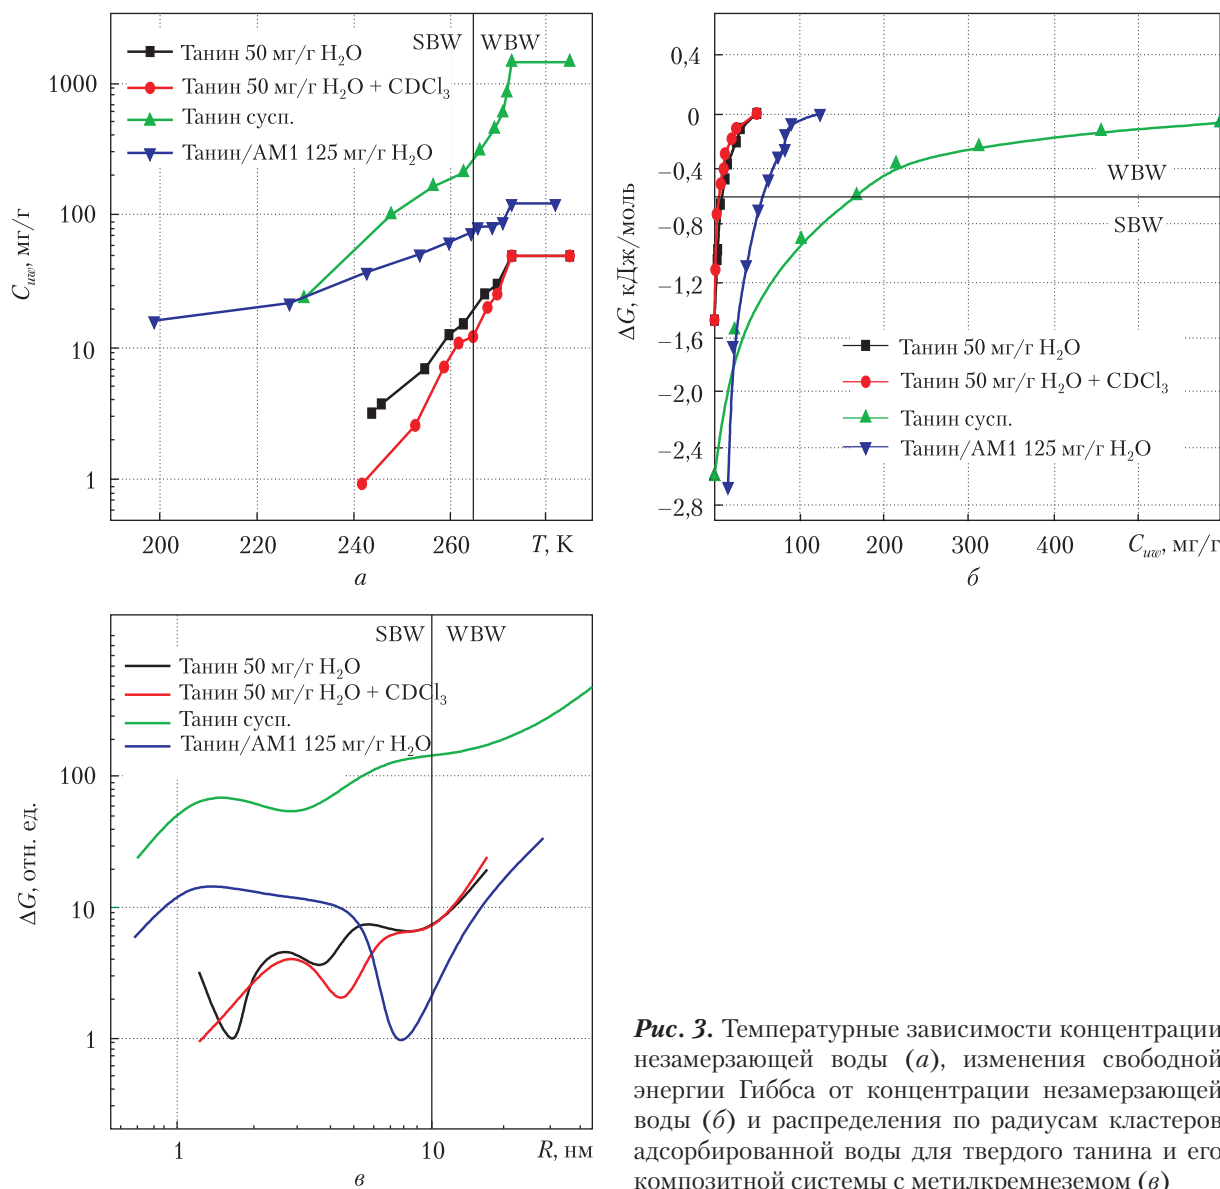 SBW WBW
Танин 50 мг/г H₂O
Танин 50 мг/г H₂O + CDCl₃
Танин сусп.
Танин/АМ1 125 мг/г H₂O
1000
100
10
1
C_uw, мг/г
200 220 240 260 T, K
а
0,4
0
−0,4
−0,8
−1,2
−1,6
−2,0
−2,4
−2,8
ΔG, кДж/моль
WBW
SBW
Танин 50 мг/г H₂O
Танин 50 мг/г H₂O + CDCl₃
Танин сусп.
Танин/АМ1 125 мг/г H₂O
100 200 300 400 C_uw, мг/г
б
SBW WBW
Танин 50 мг/г H₂O
Танин 50 мг/г H₂O + CDCl₃
Танин сусп.
Танин/АМ1 125 мг/г H₂O
100
10
1
ΔG, отн. ед.
1 10 R, нм
в
Рис. 3. Температурные зависимости концентрации
незамерзающей воды (а), изменения свободной
энергии Гиббса от концентрации незамерзающей
воды (б) и распределения по радиусам кластеров
адсорбированной воды для твердого танина и его
композитной системы с метилкремнеземом (в)